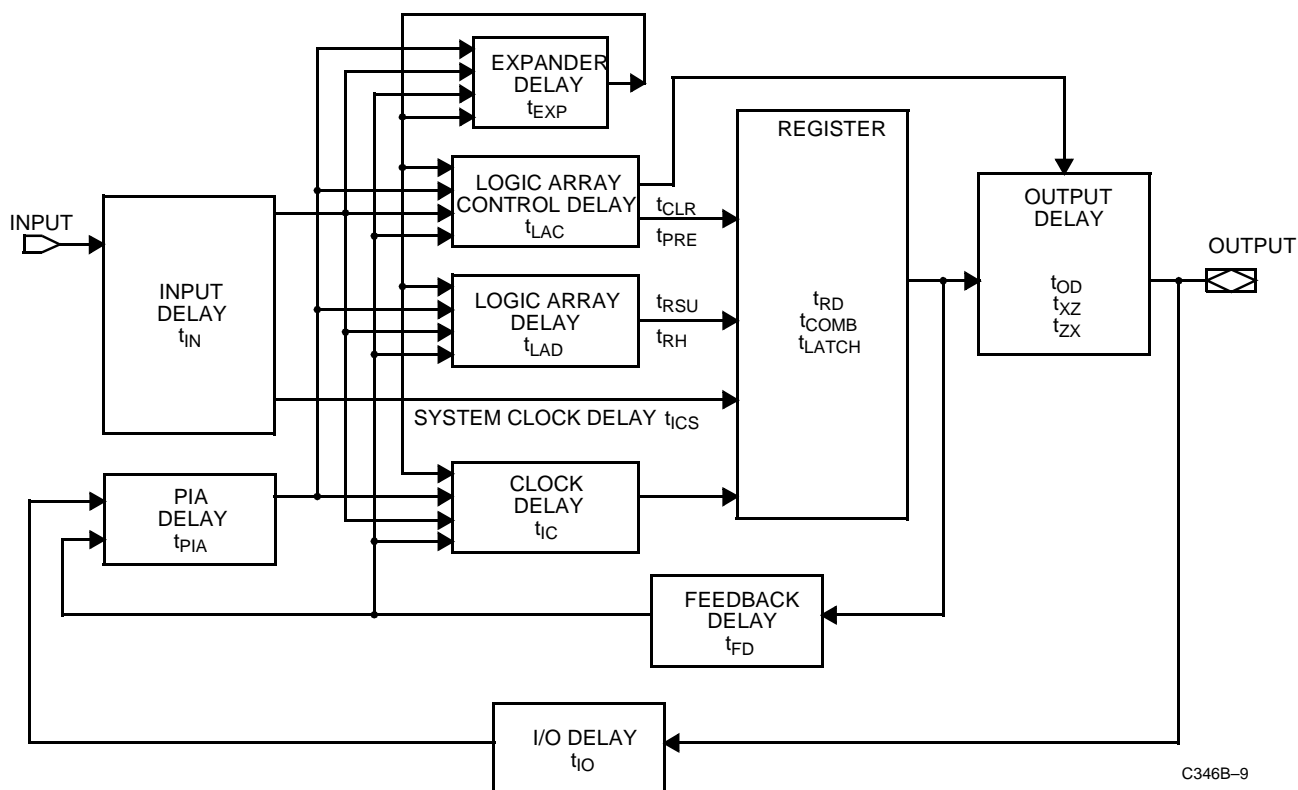 EXPANDER
DELAY
tEXP
REGISTER
LOGIC ARRAY
CONTROL DELAY
tLAC
tCLR
tPRE
OUTPUT
DELAY
tOD
tXZ
tZX
INPUT
OUTPUT
INPUT
DELAY
tIN
LOGIC ARRAY
DELAY
tLAD
tRSU
tRH
tRD
tCOMB
tLATCH
SYSTEM CLOCK DELAY tICS
PIA
DELAY
tPIA
CLOCK
DELAY
tIC
FEEDBACK
DELAY
tFD
I/O DELAY
tIO
C346B–9